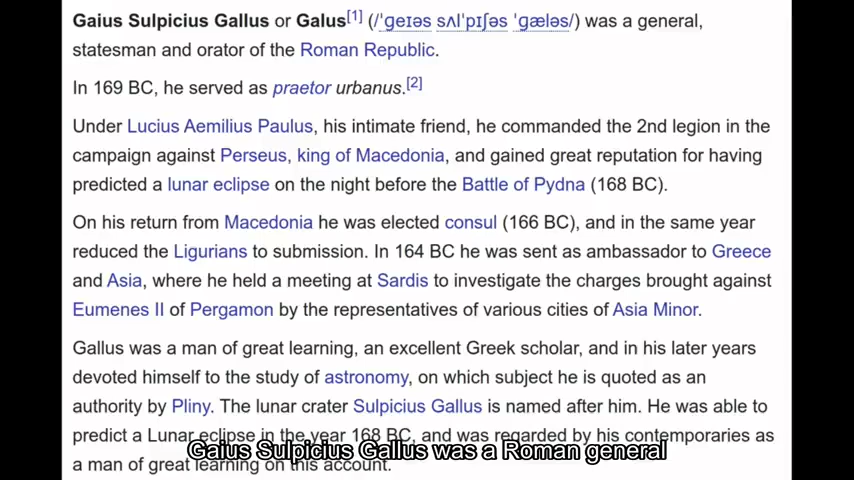 Gaius Sulpicius Gallus or Galus[1] (/ˈɡeɪəs sʌlˈpɪʃəs ˈɡæləs/) was a general,
statesman and orator of the Roman Republic.
In 169 BC, he served as praetor urbanus.[2]
Under Lucius Aemilius Paulus, his intimate friend, he commanded the 2nd legion in the
campaign against Perseus, king of Macedonia, and gained great reputation for having
predicted a lunar eclipse on the night before the Battle of Pydna (168 BC).
On his return from Macedonia he was elected consul (166 BC), and in the same year
reduced the Ligurians to submission. In 164 BC he was sent as ambassador to Greece
and Asia, where he held a meeting at Sardis to investigate the charges brought against
Eumenes II of Pergamon by the representatives of various cities of Asia Minor.
Gallus was a man of great learning, an excellent Greek scholar, and in his later years
devoted himself to the study of astronomy, on which subject he is quoted as an
authority by Pliny. The lunar crater Sulpicius Gallus is named after him. He was able to
predict a Lunar eclipse in the year 168 BC, and was regarded by his contemporaries as
a man of great learning on this account.
Gaius Sulpicius Gallus was a Roman general